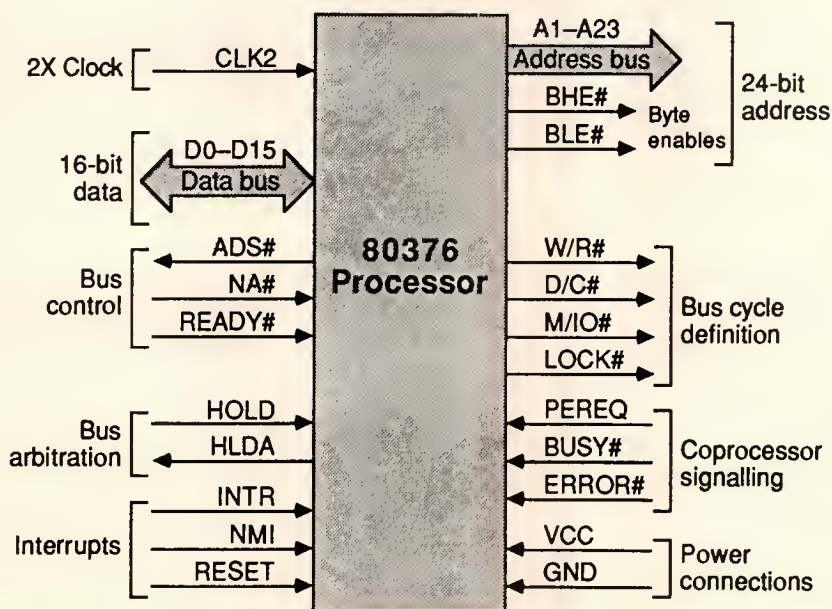 2X Clock
CLK2
16-bit
data
D0–D15
Data bus
Bus
control
ADS#
NA#
READY#
Bus
arbitration
HOLD
HLDA
Interrupts
INTR
NMI
RESET
80376
Processor
A1–A23
Address bus
BHE#
BLE#
Byte
enables
24-bit
address
W/R#
D/C#
M/IO#
LOCK#
Bus cycle
definition
PEREQ
BUSY#
ERROR#
Coprocessor
signalling
VCC
GND
Power
connections